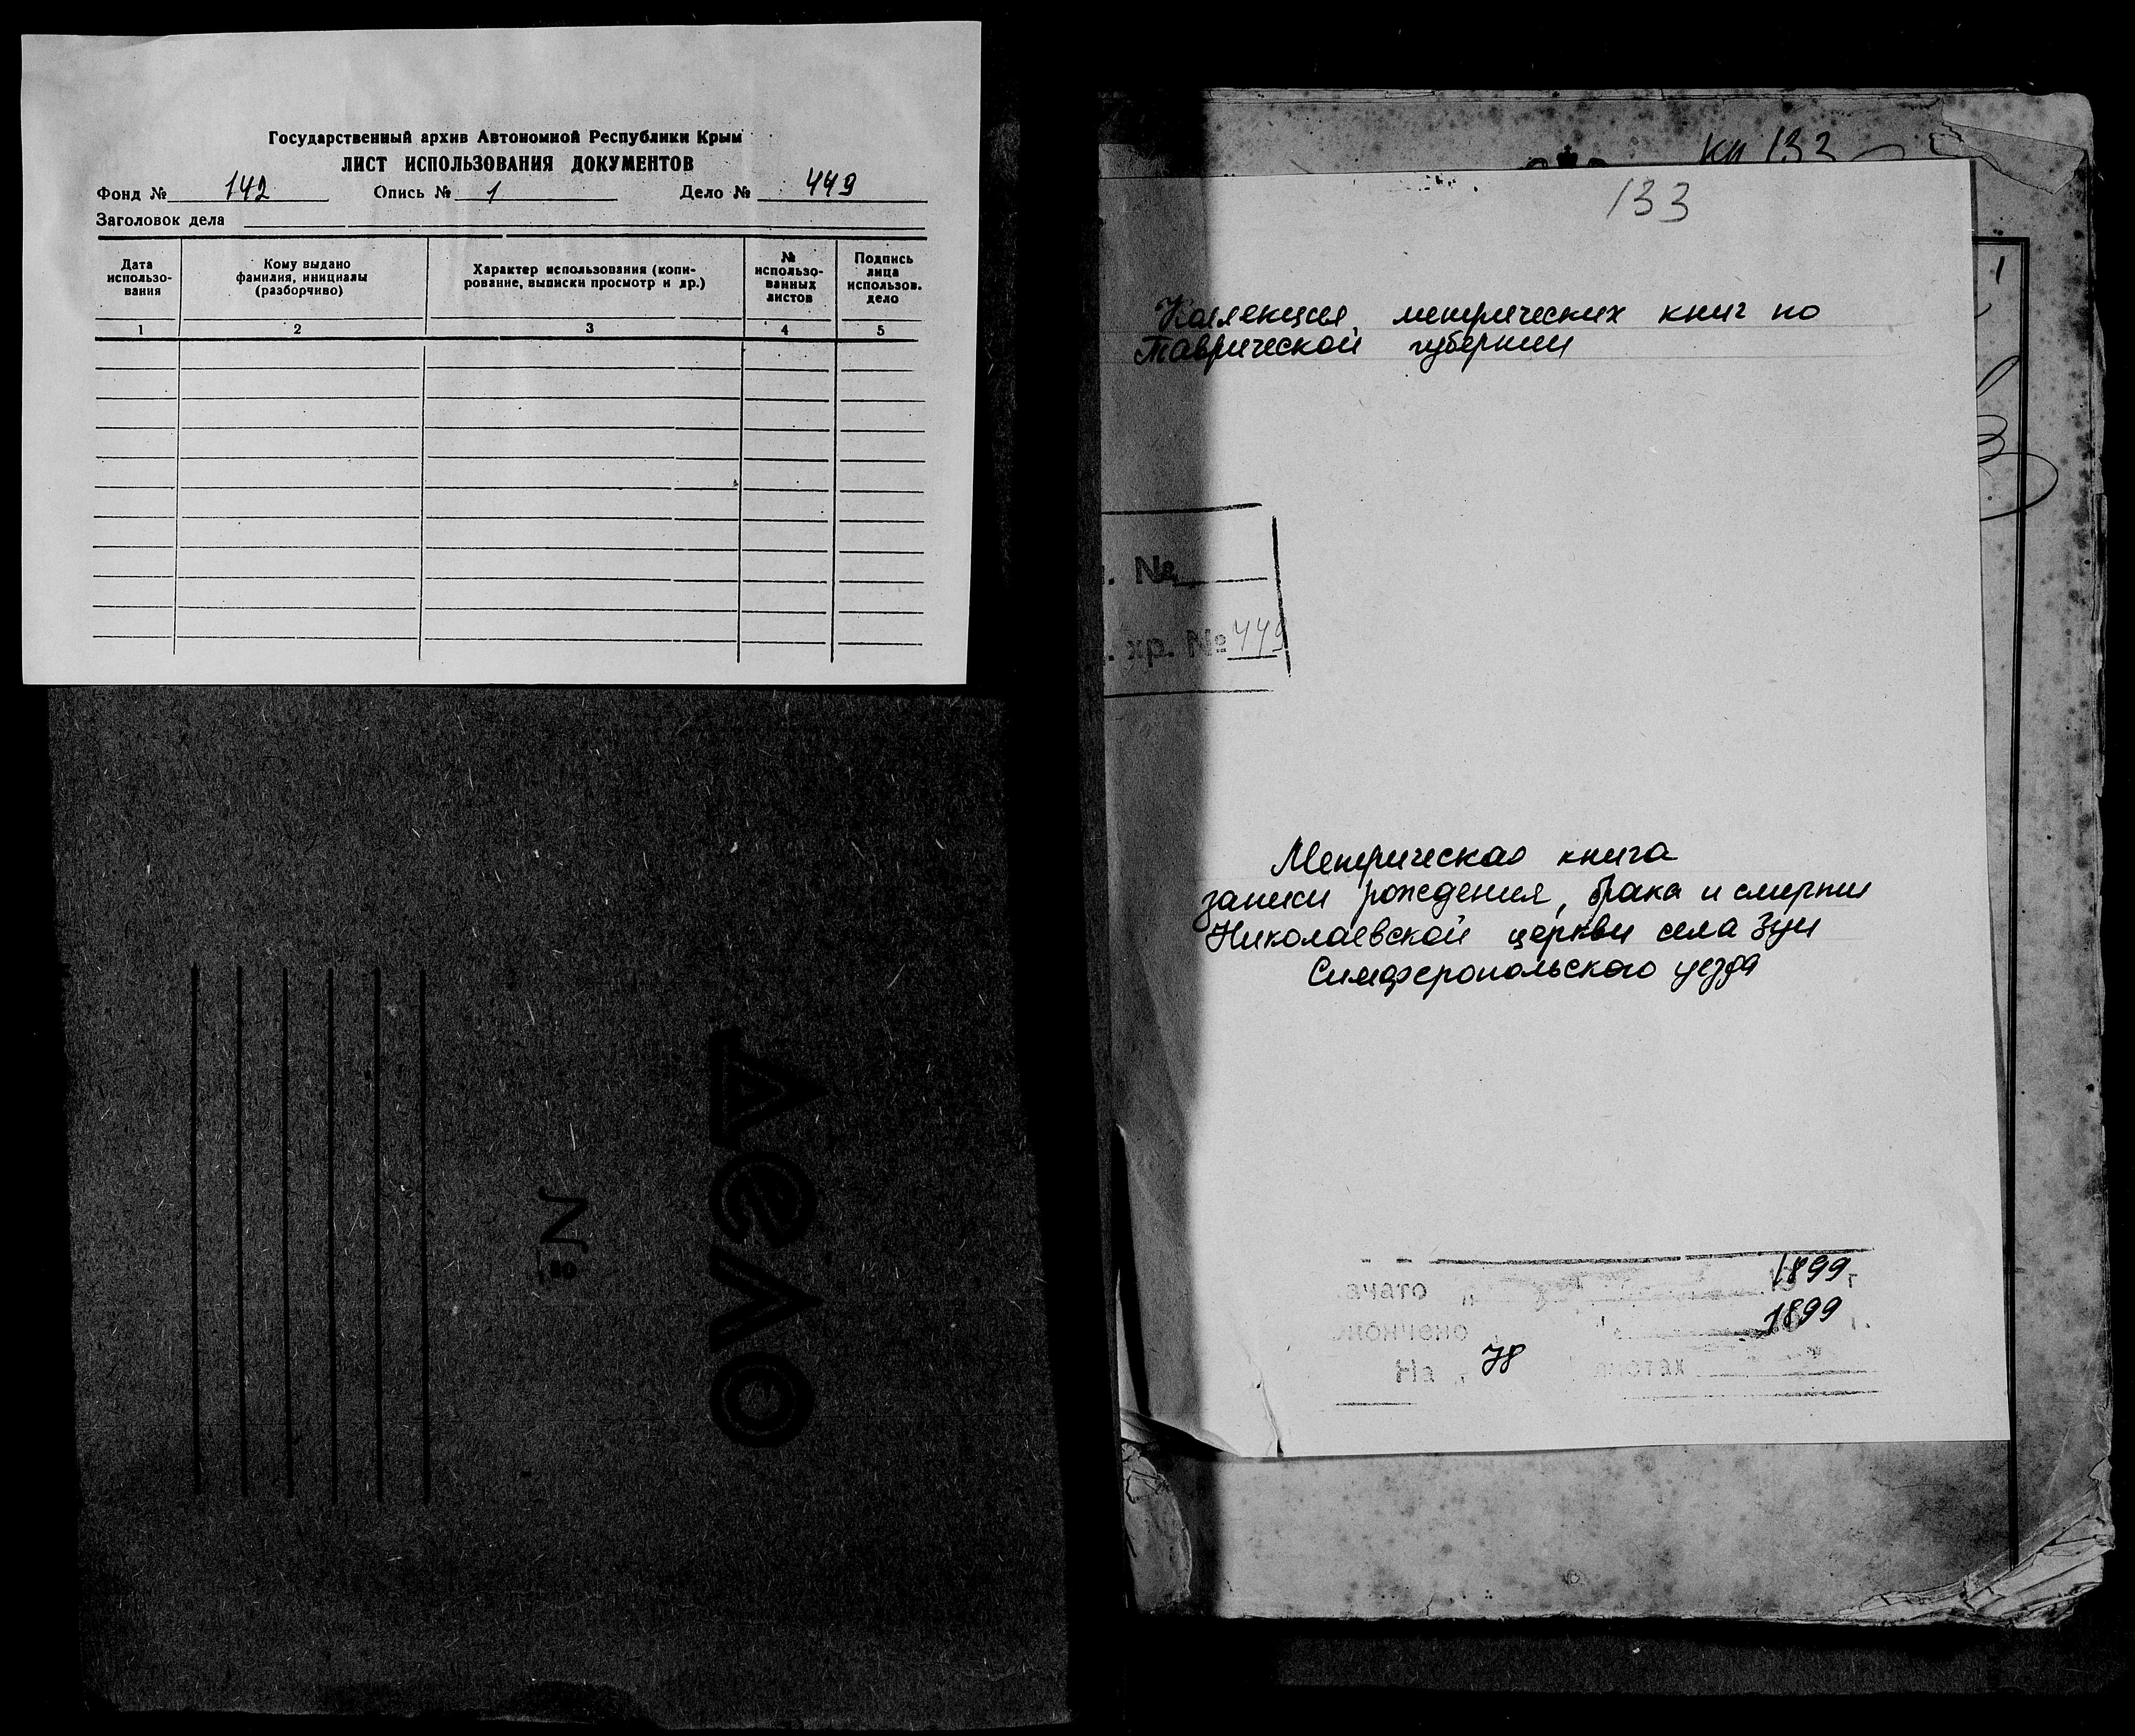 Государственный архив Автономной Республики Крым
ЛИСТ ИСПОЛЬЗОВАНИЯ ДОКУМЕНТОВ
Фонд № 142 Опись № 1 Дело № 449
Заголовок дела
Дата использо-вания
Кому выдано фамилия, инициалы (разборчиво)
Характер использования (копи-рование, выписки просмотр и др.)
№ использо-ванных листов
Подпись лица использов. дело
1 2 3 4 5
№
ДЕЛО
кп 133
133
1
Коллекция метрических книг по
Таврической губернии
. №
. хр. № 449
Метрическая книга
записи рождения, брака и смерти
Николаевской церкви села Зуи
Симферопольского уезда
ачато " 1899 г
кончено " 1899 г.
На 78 листах